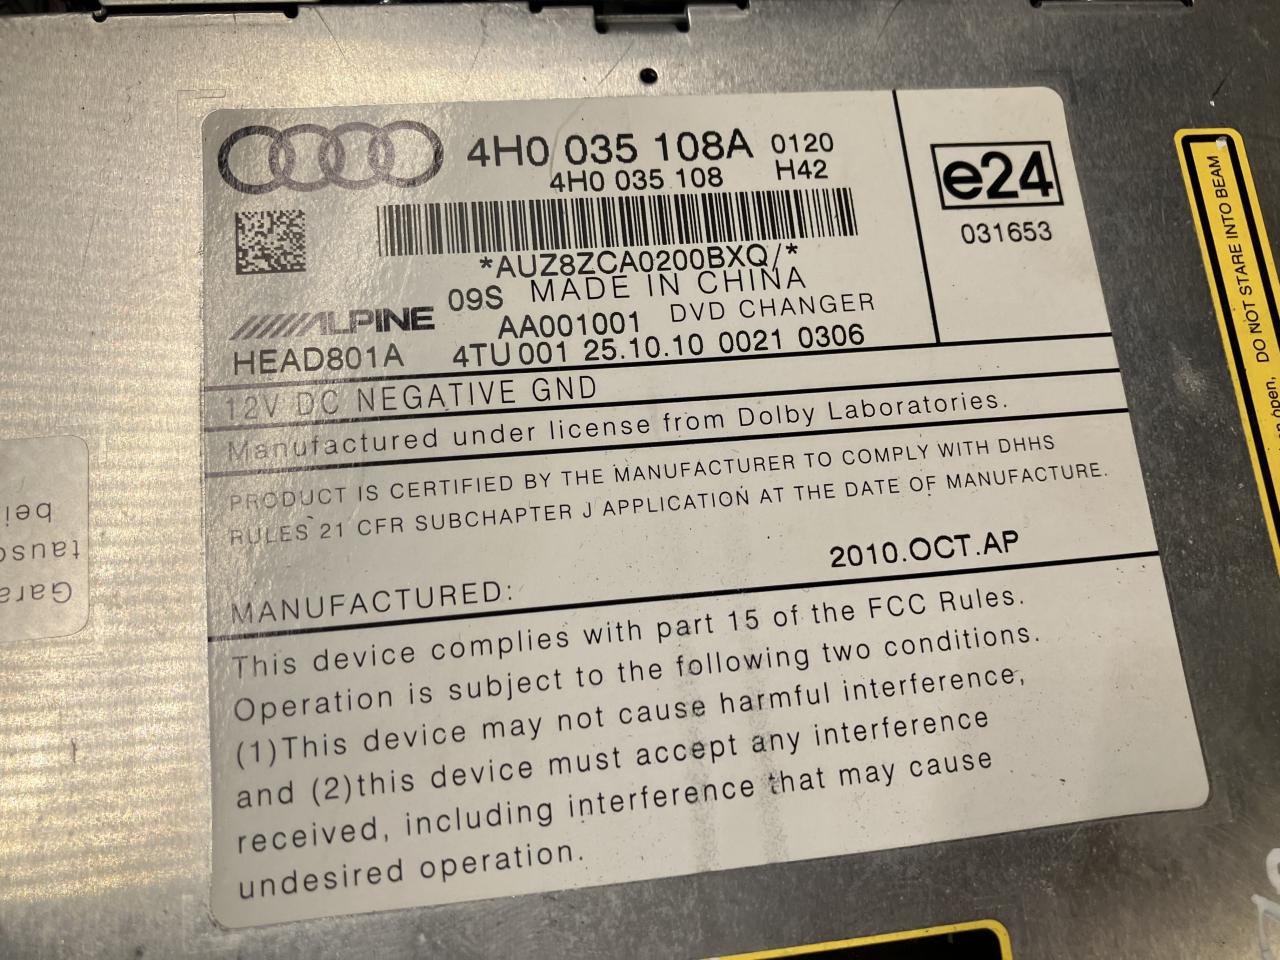 4H0 035 108A 0120
4H0 035 108 H42
*AUZ8ZCA0200BXQ/*
09S MADE IN CHINA
ALPINE AA001001 DVD CHANGER
HEAD801A 4TU 001 25.10.10 0021 0306
e24
031653
12V DC NEGATIVE GND
Manufactured under license from Dolby Laboratories.
PRODUCT IS CERTIFIED BY THE MANUFACTURER TO COMPLY WITH DHHS
RULES 21 CFR SUBCHAPTER J APPLICATION AT THE DATE OF MANUFACTURE.
2010.OCT.AP
MANUFACTURED:
This device complies with part 15 of the FCC Rules.
Operation is subject to the following two conditions.
(1)This device may not cause harmful interference,
and (2)this device must accept any interference
received, including interference that may cause
undesired operation.
DO NOT STARE INTO BEAM
open,
Gara
tausc
bei